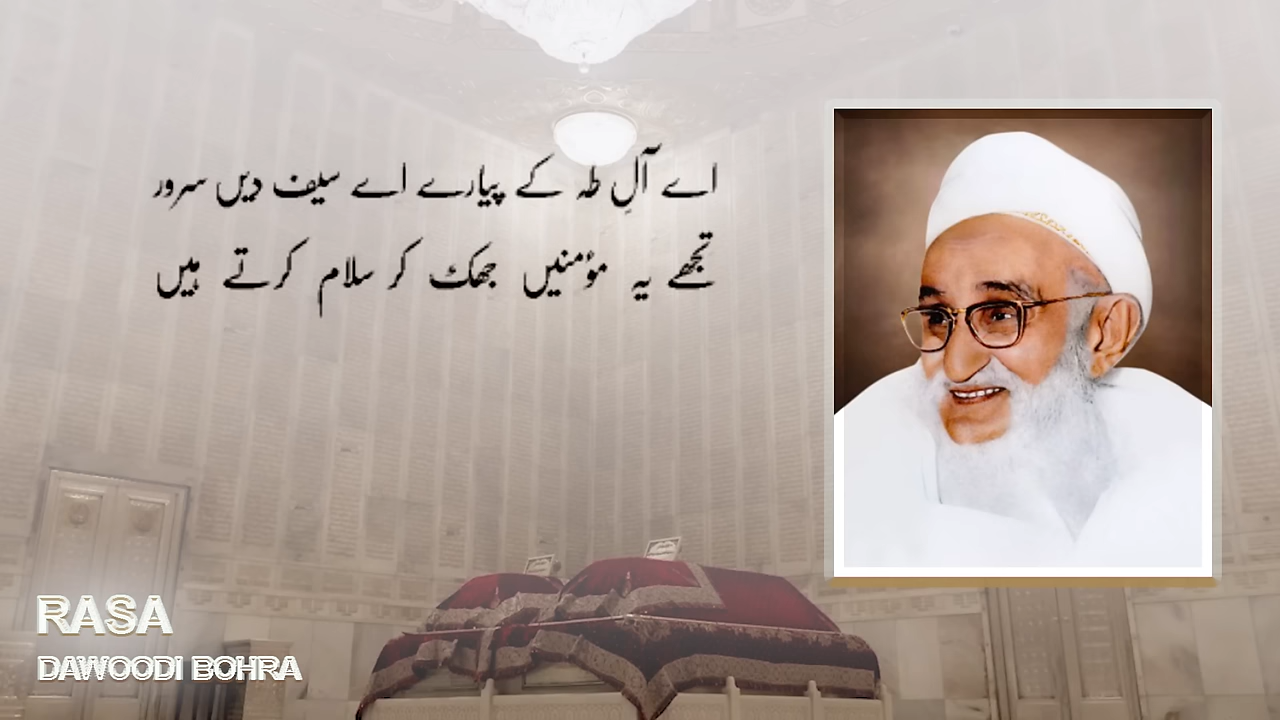 اے آلِ طہ کے پیارے اے سیف دیں سرور
تجھے یہ مؤمنیں جھک کر سلام کرتے ہیں
RASA
DAWOODI BOHRA